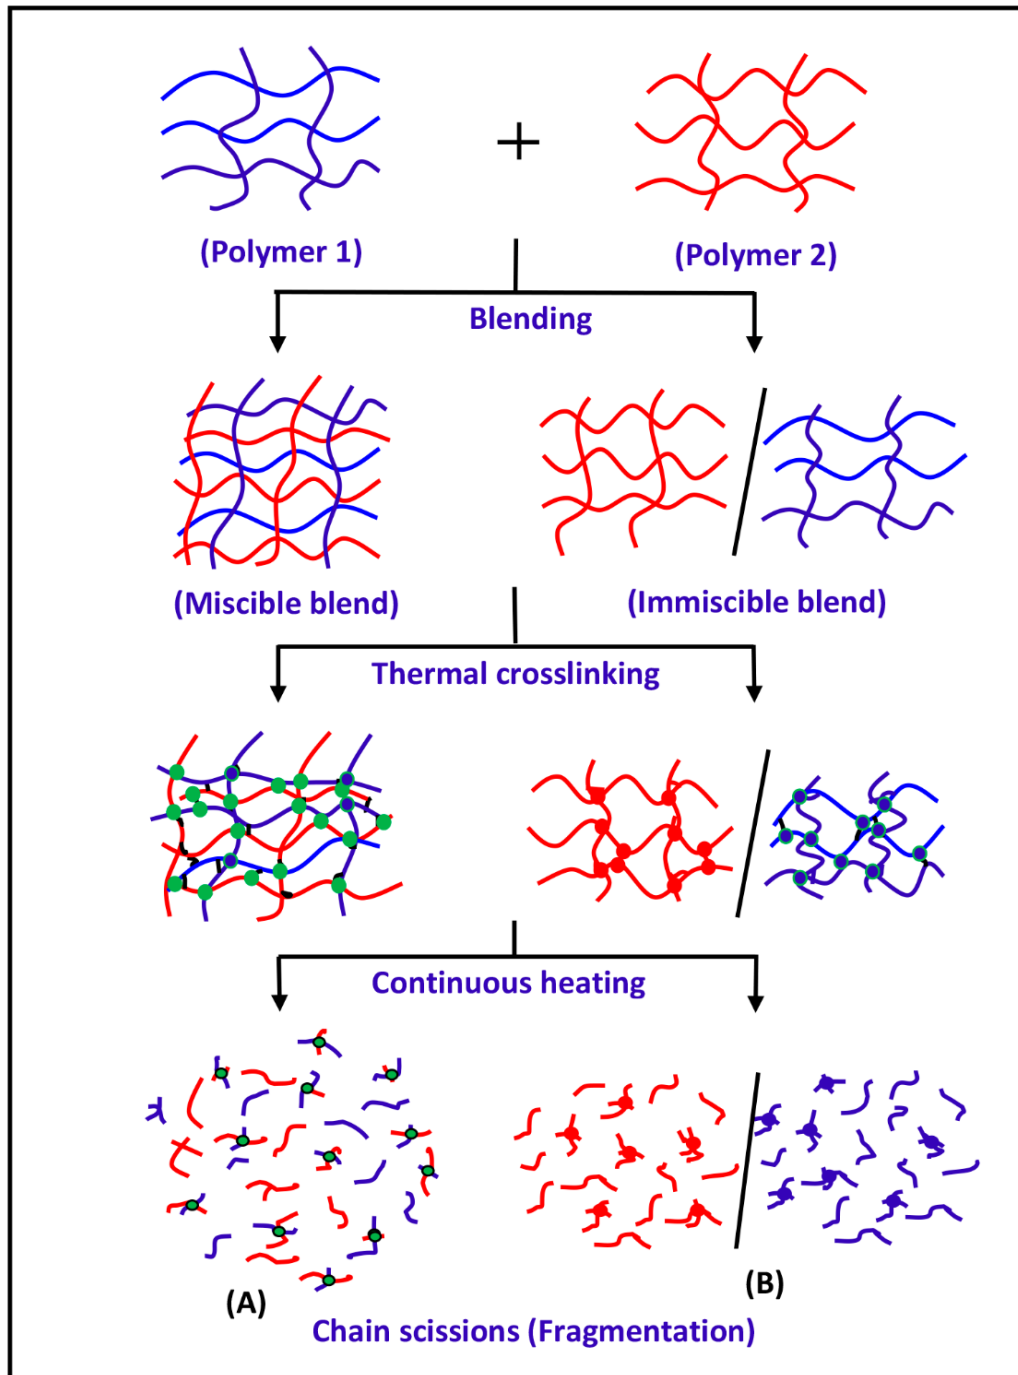 (Polymer 1)
(Polymer 2)
Blending
(Miscible blend)
(Immiscible blend)
Thermal crosslinking
Continuous heating
(A)
(B)
Chain scissions (Fragmentation)